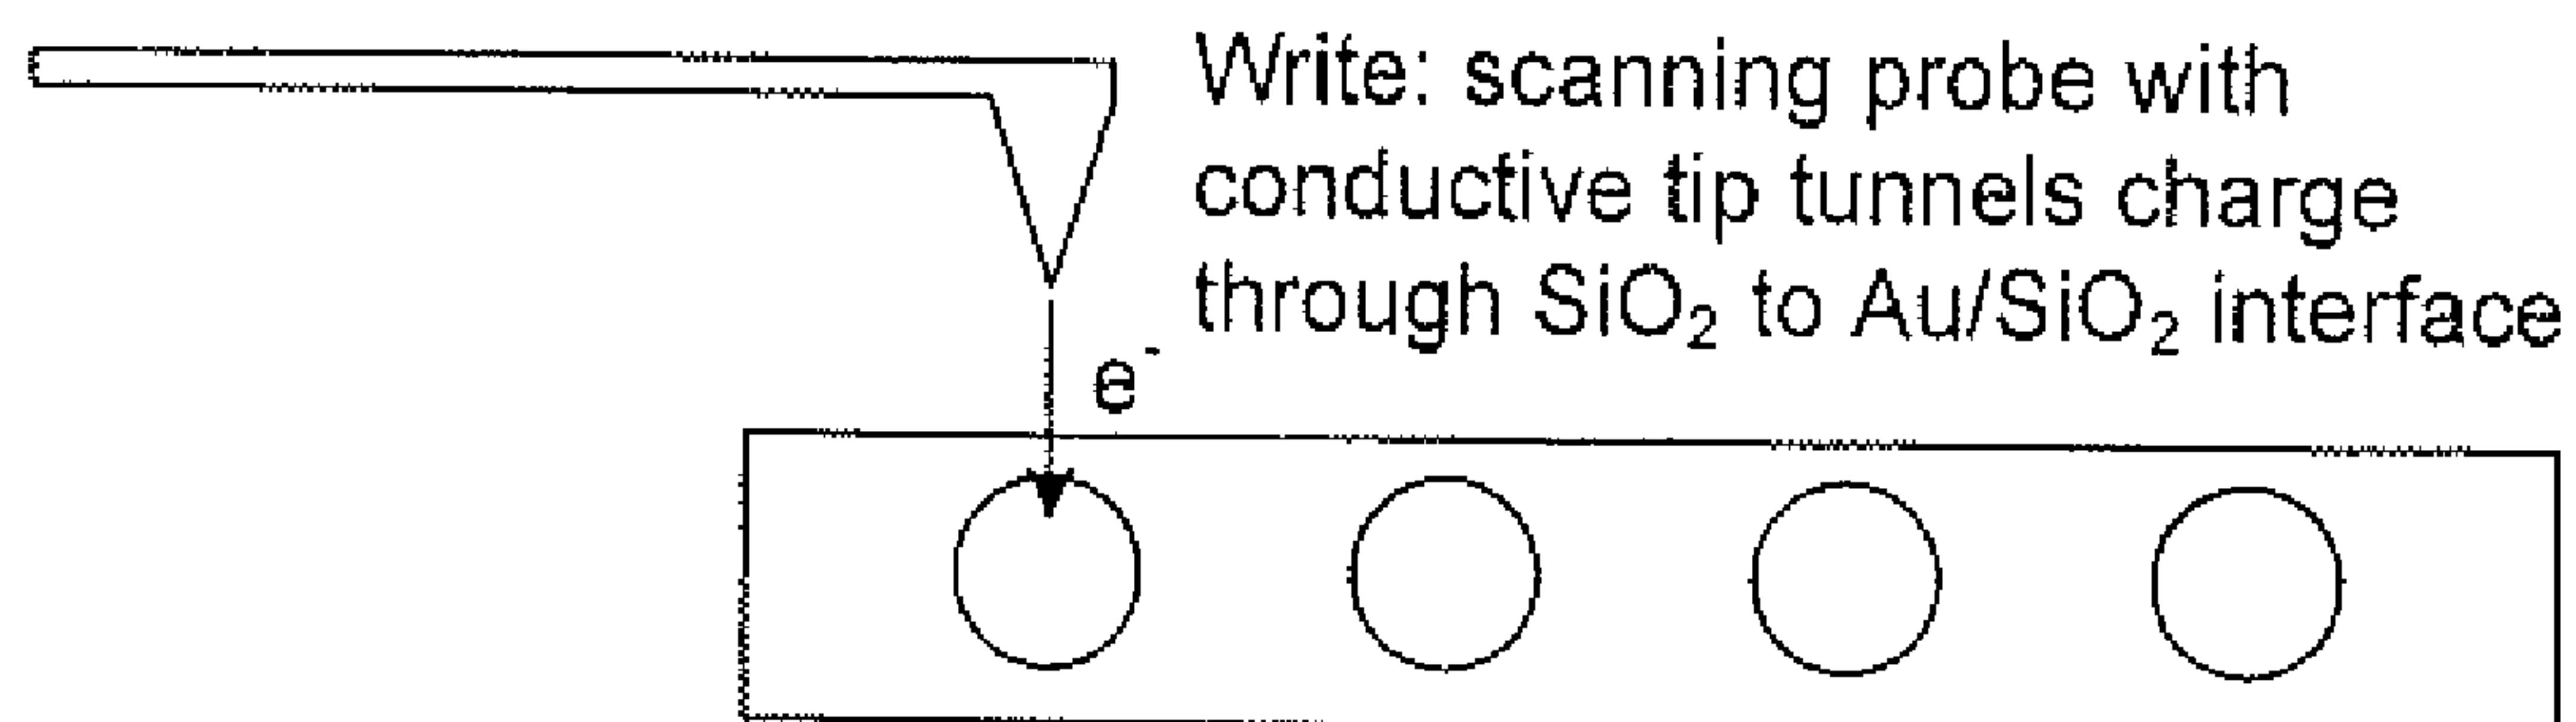 Write: scanning probe with
conductive tip tunnels charge
through SiO₂ to Au/SiO₂ interface
e⁻